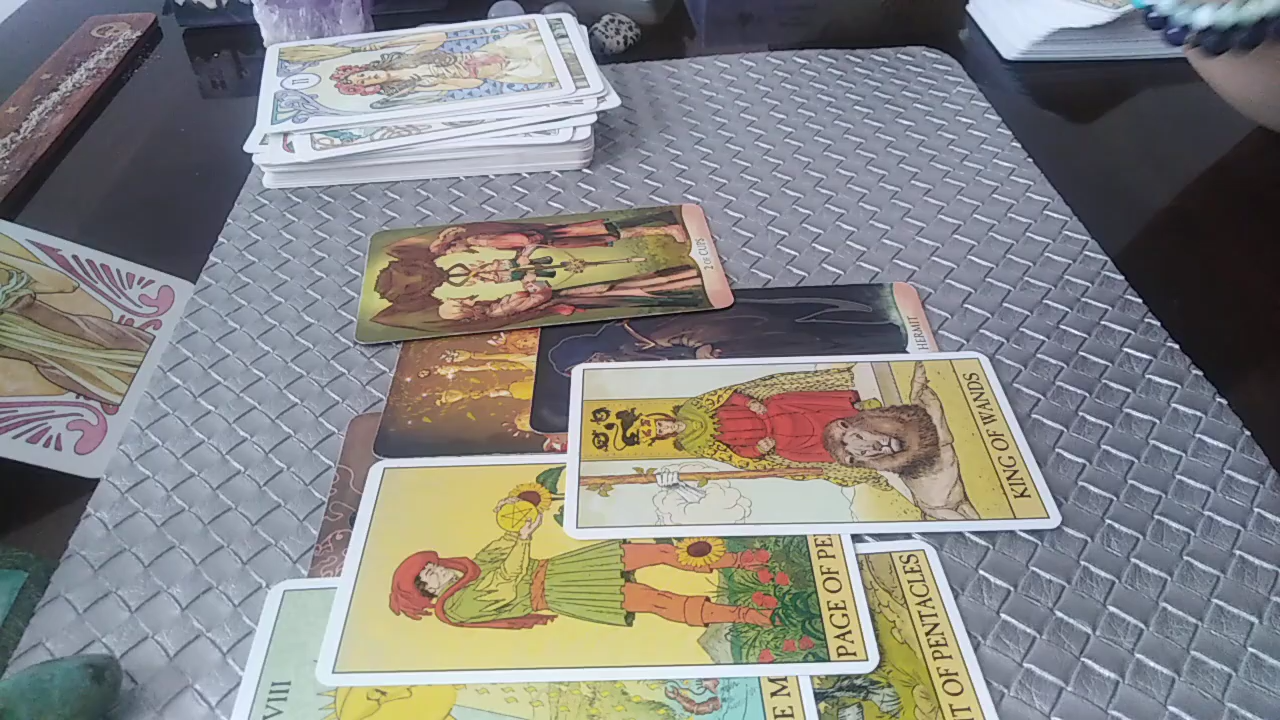 2 OF CUPS
HERMIT
KING OF WANDS
PAGE OF PE
T OF PENTACLES
VIII
E M